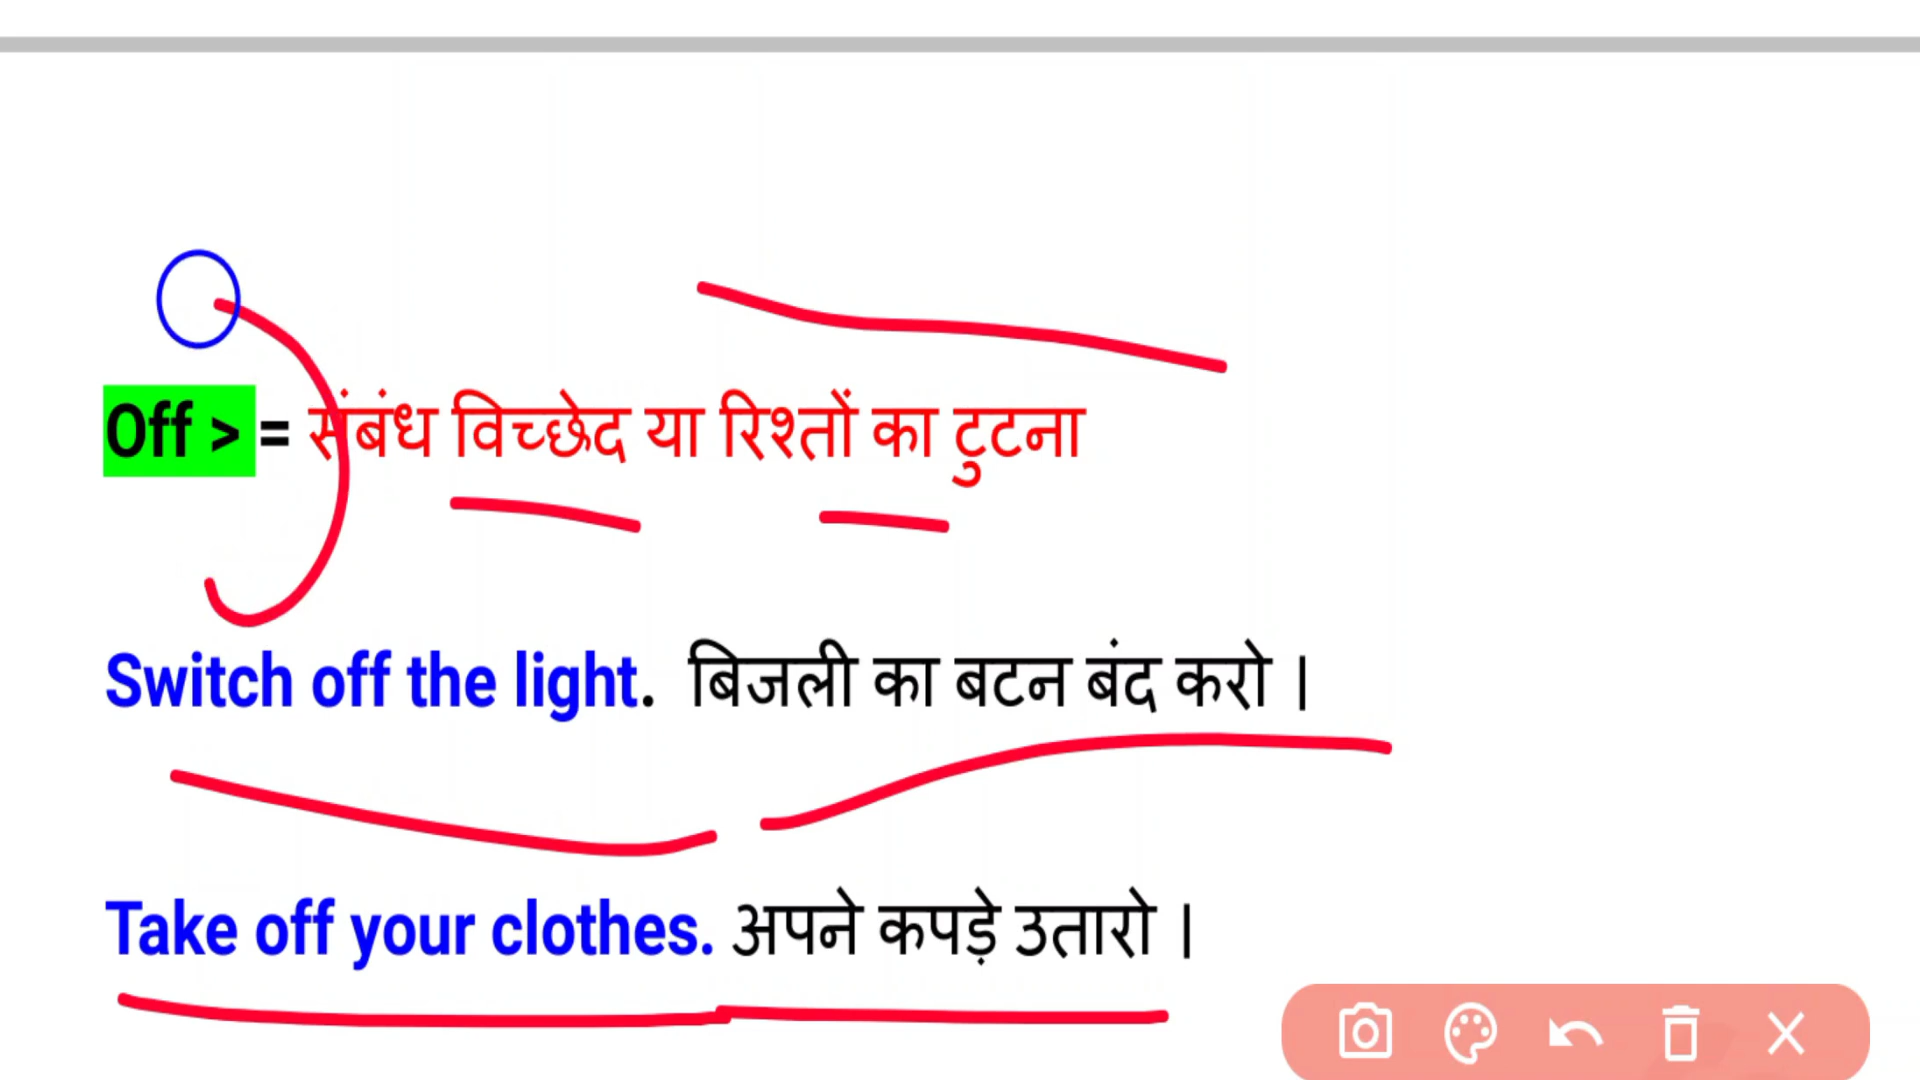 Off > = संबंध विच्छेद या रिश्तों का टुटना
Switch off the light. बिजली का बटन बंद करो ।
Take off your clothes. अपने कपड़े उतारो ।